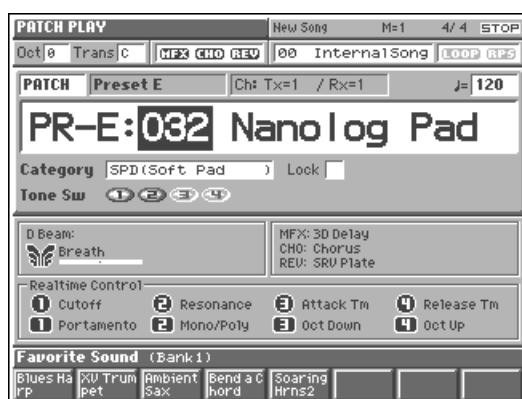 PATCH PLAY New Song M=1 4/ 4 STOP
Oct 0 Trans C MFX CHO REV 00 InternalSong LOOP RPS
PATCH Preset E Ch: Tx=1 / Rx=1 ♩= 120
PR-E:032 Nanolog Pad
Category SPD(Soft Pad ) Lock
Tone Sw 1 2 3 4
D Beam: MFX: 3D Delay
Breath CHO: Chorus
REV: SRV Plate
Realtime Control
1 Cutoff 2 Resonance 3 Attack Tm 4 Release Tm
1 Portamento 2 Mono/Poly 3 Oct Down 4 Oct Up
Favorite Sound (Bank1)
Blues Ha XV Trum Ambient Bend a C Soaring
rp pet Sax hord Hrns2